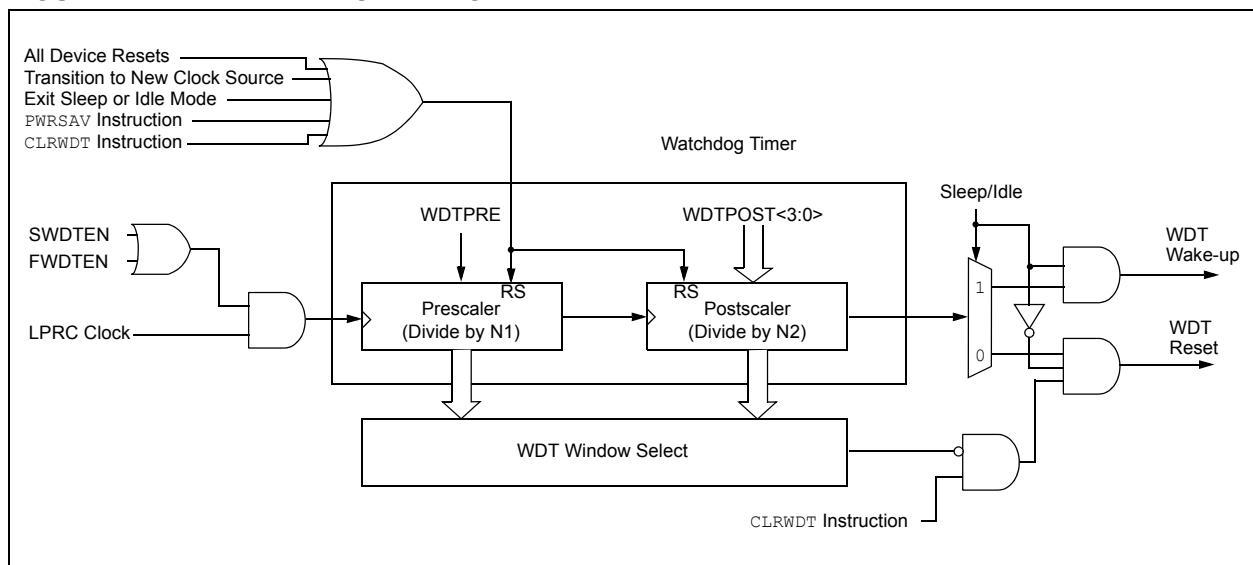 All Device Resets
Transition to New Clock Source
Exit Sleep or Idle Mode
PWRSAV Instruction
CLRWDT Instruction
Watchdog Timer
Sleep/Idle
WDTPRE
WDTPOST<3:0>
SWDTEN
FWDTEN
WDT
Wake-up
RS
RS
1
Prescaler
(Divide by N1)
Postscaler
(Divide by N2)
LPRC Clock
WDT
Reset
0
WDT Window Select
CLRWDT Instruction